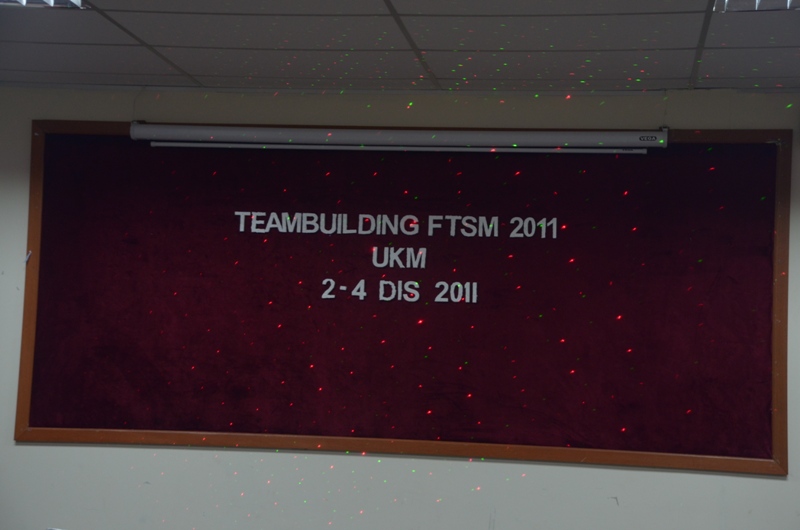 TEAMBUILDING FTSM 2011
UKM
2-4 DIS 2011